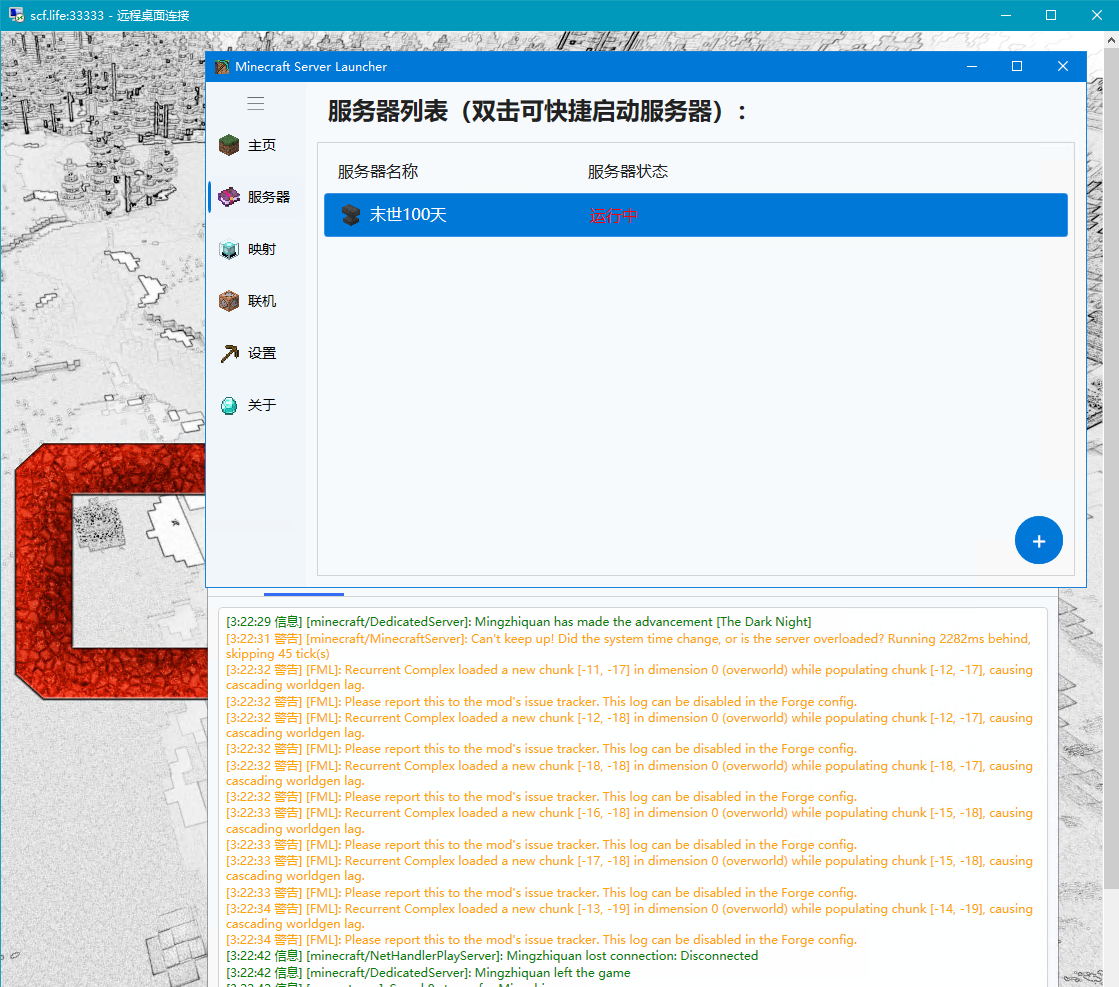 scf.life:33333 - 远程桌面连接
Minecraft Server Launcher
服务器列表（双击可快捷启动服务器）：
主页
服务器
映射
联机
设置
关于
服务器名称 服务器状态
末世100天 运行中
+
[3:22:29 信息] [minecraft/DedicatedServer]: Mingzhiquan has made the advancement [The Dark Night]
[3:22:31 警告] [minecraft/MinecraftServer]: Can't keep up! Did the system time change, or is the server overloaded? Running 2282ms behind,
skipping 45 tick(s)
[3:22:32 警告] [FML]: Recurrent Complex loaded a new chunk [-11, -17] in dimension 0 (overworld) while populating chunk [-12, -17], causing
cascading worldgen lag.
[3:22:32 警告] [FML]: Please report this to the mod's issue tracker. This log can be disabled in the Forge config.
[3:22:32 警告] [FML]: Recurrent Complex loaded a new chunk [-12, -18] in dimension 0 (overworld) while populating chunk [-12, -17], causing
cascading worldgen lag.
[3:22:32 警告] [FML]: Please report this to the mod's issue tracker. This log can be disabled in the Forge config.
[3:22:32 警告] [FML]: Recurrent Complex loaded a new chunk [-18, -18] in dimension 0 (overworld) while populating chunk [-18, -17], causing
cascading worldgen lag.
[3:22:32 警告] [FML]: Please report this to the mod's issue tracker. This log can be disabled in the Forge config.
[3:22:33 警告] [FML]: Recurrent Complex loaded a new chunk [-16, -18] in dimension 0 (overworld) while populating chunk [-15, -18], causing
cascading worldgen lag.
[3:22:33 警告] [FML]: Please report this to the mod's issue tracker. This log can be disabled in the Forge config.
[3:22:33 警告] [FML]: Recurrent Complex loaded a new chunk [-17, -18] in dimension 0 (overworld) while populating chunk [-15, -18], causing
cascading worldgen lag.
[3:22:33 警告] [FML]: Please report this to the mod's issue tracker. This log can be disabled in the Forge config.
[3:22:34 警告] [FML]: Recurrent Complex loaded a new chunk [-13, -19] in dimension 0 (overworld) while populating chunk [-14, -19], causing
cascading worldgen lag.
[3:22:34 警告] [FML]: Please report this to the mod's issue tracker. This log can be disabled in the Forge config.
[3:22:42 信息] [minecraft/NetHandlerPlayServer]: Mingzhiquan lost connection: Disconnected
[3:22:42 信息] [minecraft/DedicatedServer]: Mingzhiquan left the game